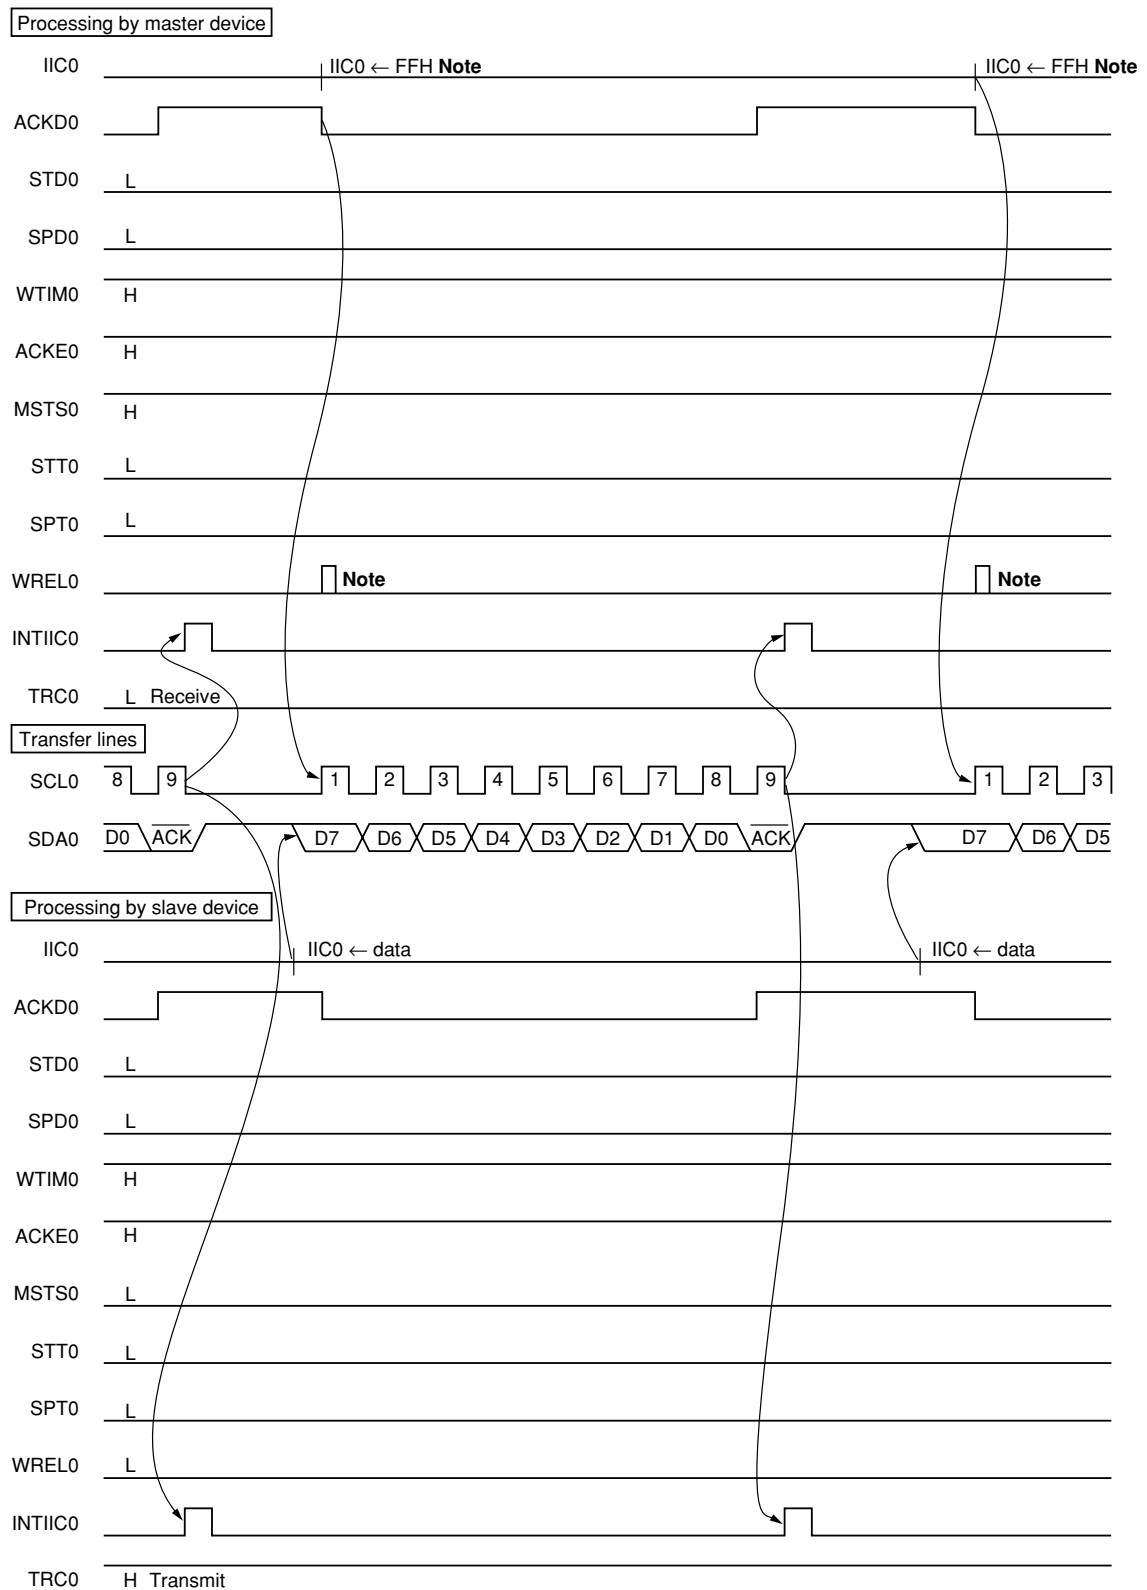 Processing by master device
IIC0 IIC0 ← FFH Note IIC0 ← FFH Note
ACKD0
STD0 L
SPD0 L
WTIM0 H
ACKE0 H
MSTS0 H
STT0 L
SPT0 L
WREL0 Note Note
INTIIC0
TRC0 L Receive
Transfer lines
SCL0 8 9 1 2 3 4 5 6 7 8 9 1 2 3
SDA0 D0 ACK D7 D6 D5 D4 D3 D2 D1 D0 ACK D7 D6 D5
Processing by slave device
IIC0 IIC0 ← data IIC0 ← data
ACKD0
STD0 L
SPD0 L
WTIM0 H
ACKE0 H
MSTS0 L
STT0 L
SPT0 L
WREL0 L
INTIIC0
TRC0 H Transmit